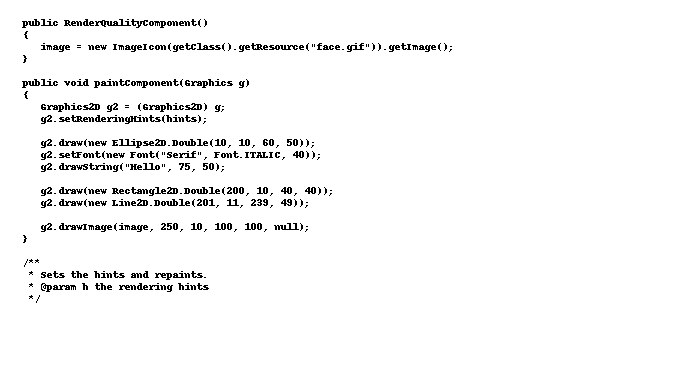 public RenderQualityComponent()
{
   image = new ImageIcon(getClass().getResource("face.gif")).getImage();
}

public void paintComponent(Graphics g)
{
   Graphics2D g2 = (Graphics2D) g;
   g2.setRenderingHints(hints);

   g2.draw(new Ellipse2D.Double(10, 10, 60, 50));
   g2.setFont(new Font("Serif", Font.ITALIC, 40));
   g2.drawString("Hello", 75, 50);

   g2.draw(new Rectangle2D.Double(200, 10, 40, 40));
   g2.draw(new Line2D.Double(201, 11, 239, 49));

   g2.drawImage(image, 250, 10, 100, 100, null);
}

/**
 * Sets the hints and repaints.
 * @param h the rendering hints
 */